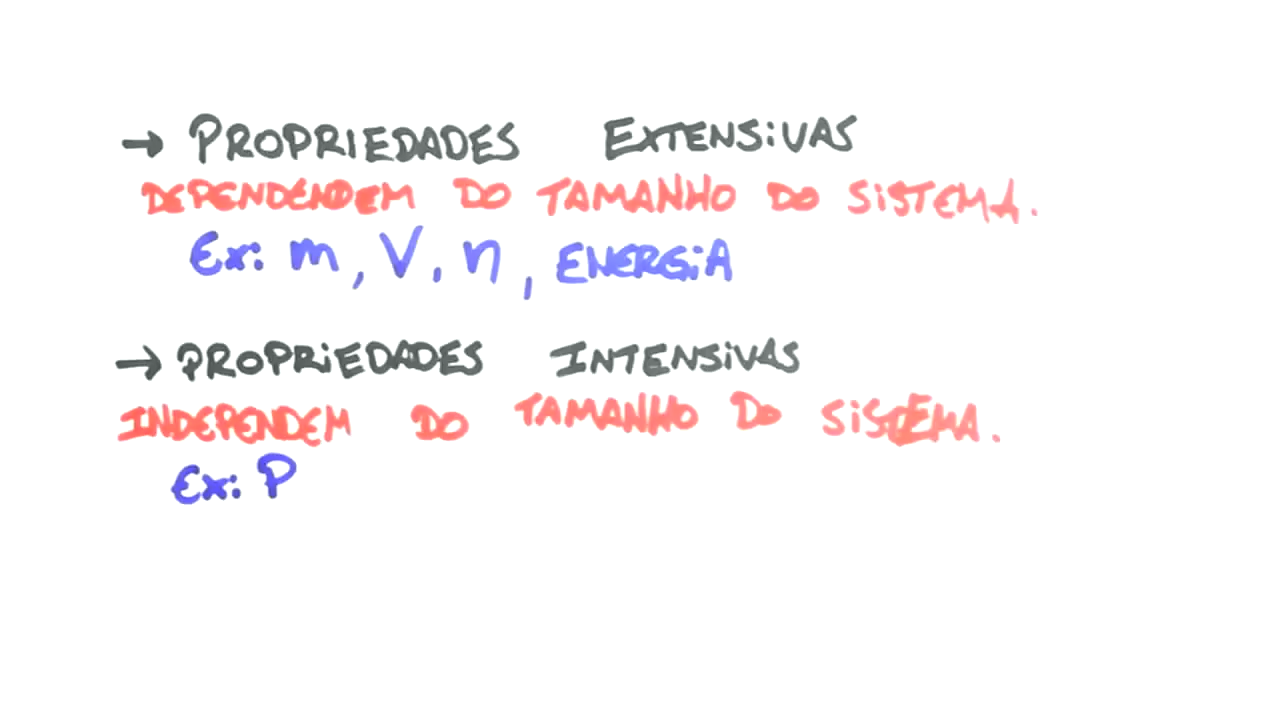 → PROPRIEDADES EXTENSiVAS
DEPENDENDEM DO TAMANHO DO SiSTEMA.
Ex: m, V, n, ENERGiA
→ PROPRiEDADES INTENSiVAS
INDEPENDEM DO TAMANHO DO SiSTEMA.
Ex: P